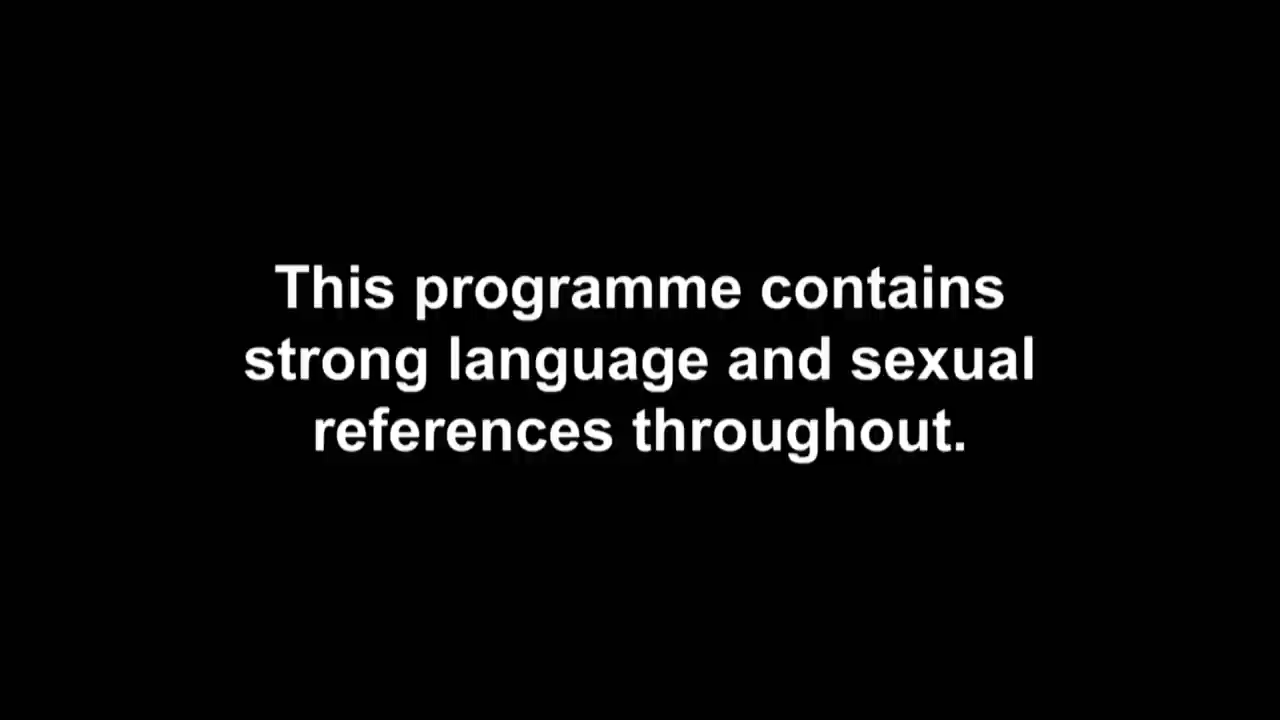 This programme contains
strong language and sexual
references throughout.